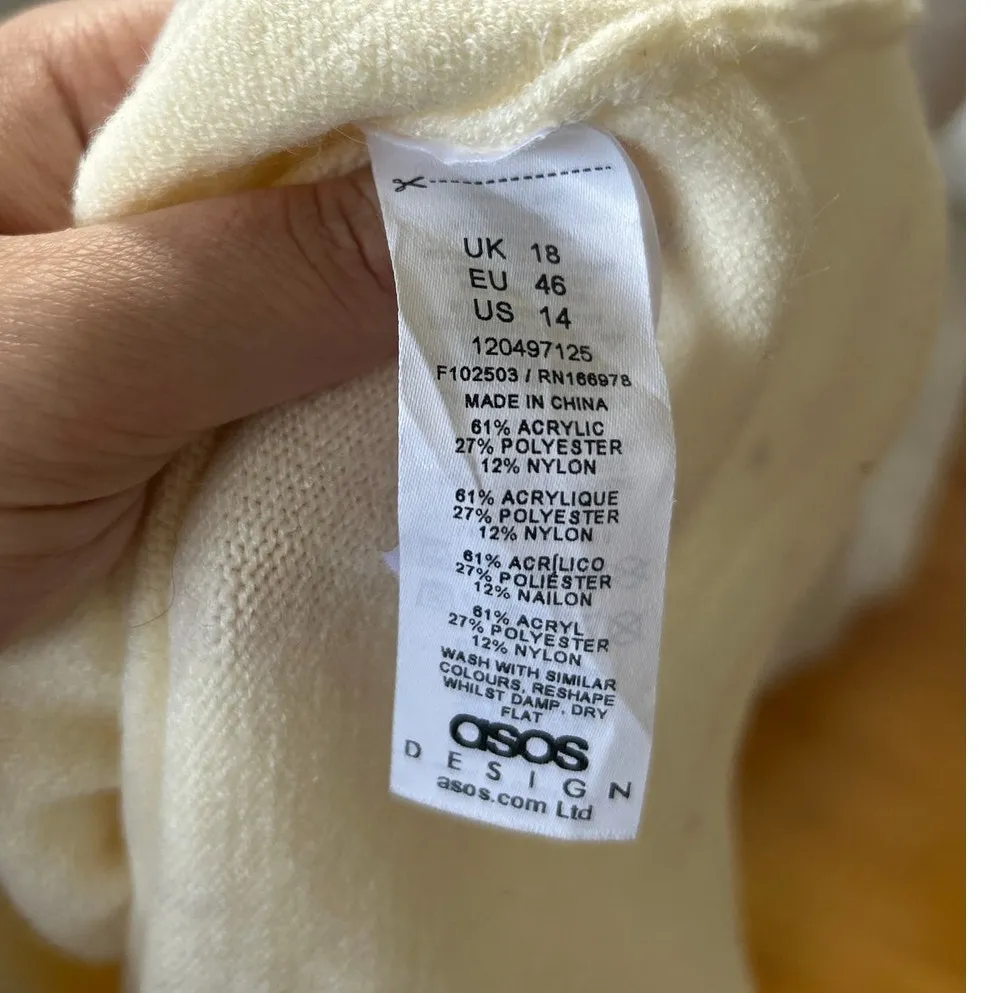 UK 18
EU 46
US 14
120497125
F102503 / RN166978
MADE IN CHINA
61% ACRYLIC
27% POLYESTER
12% NYLON
61% ACRYLIQUE
27% POLYESTER
12% NYLON
61% ACRÍLICO
27% POLIÉSTER
12% NAILON
61% ACRYL
27% POLYESTER
12% NYLON
WASH WITH SIMILAR
COLOURS, RESHAPE
WHILST DAMP, DRY
FLAT
asos
DESIGN
asos.com Ltd